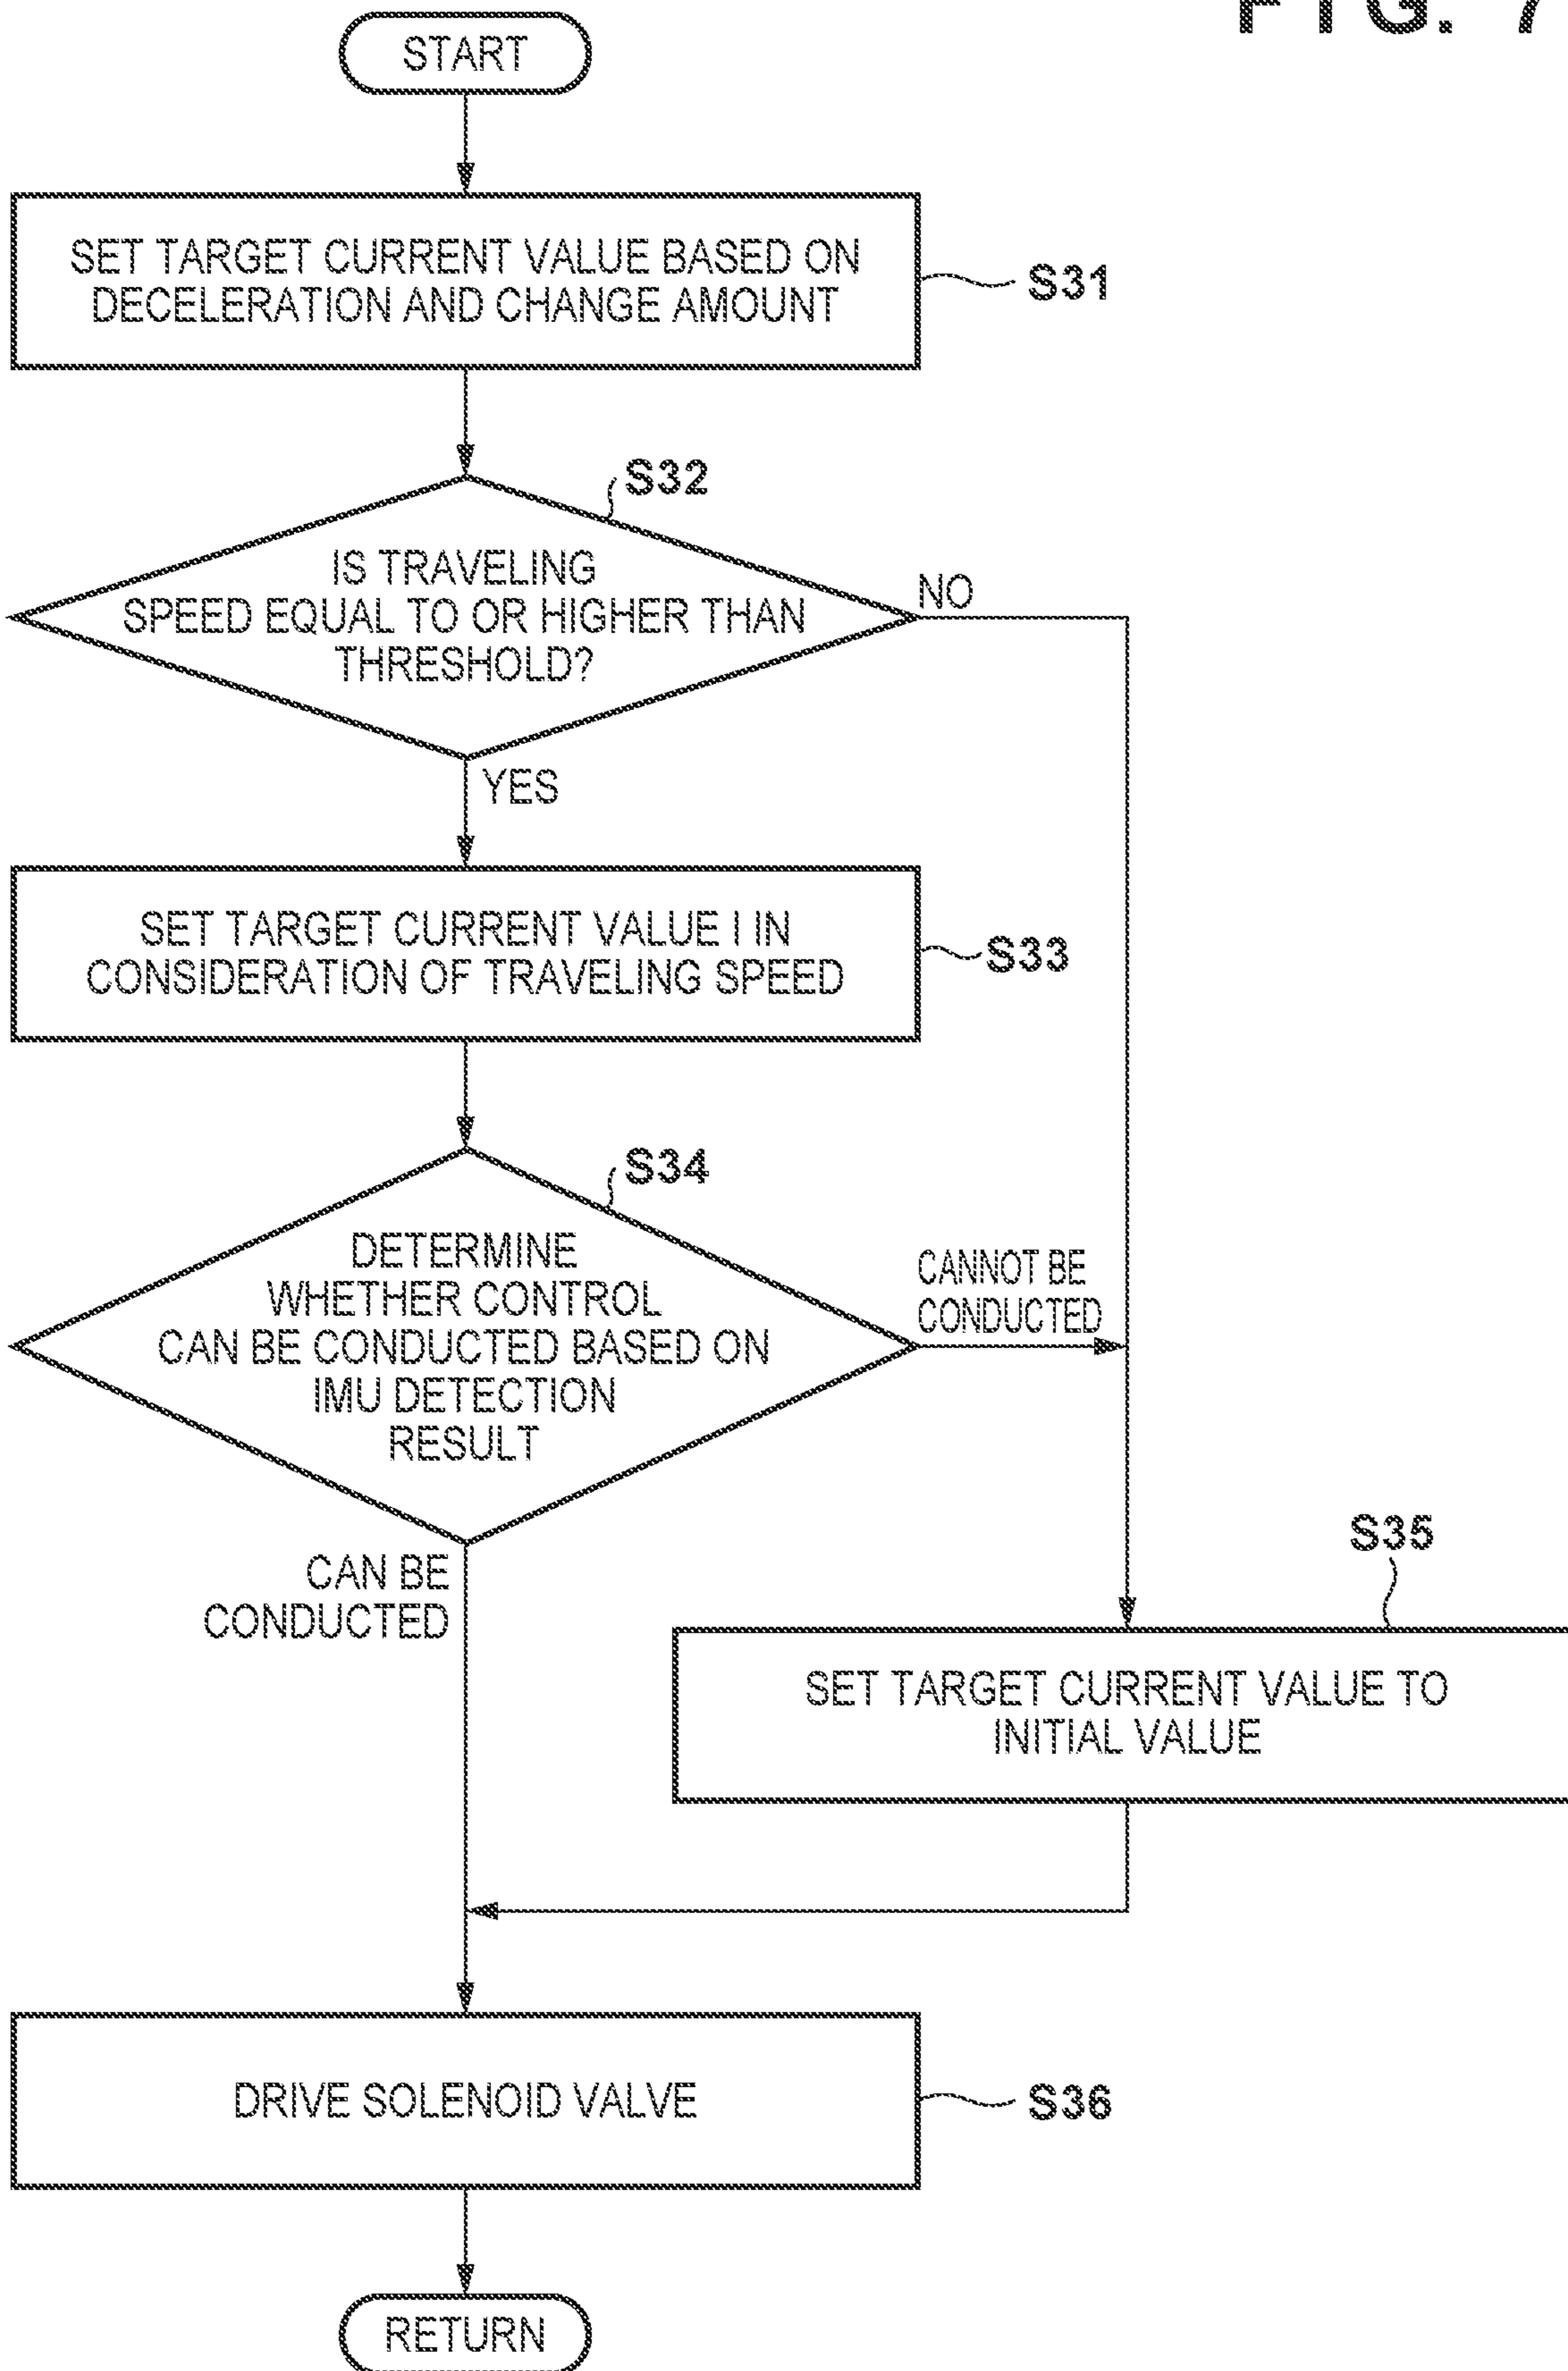 FIG. 7
START
SET TARGET CURRENT VALUE BASED ON
DECELERATION AND CHANGE AMOUNT
S31
S32
IS TRAVELING
SPEED EQUAL TO OR HIGHER THAN
THRESHOLD?
NO
YES
SET TARGET CURRENT VALUE I IN
CONSIDERATION OF TRAVELING SPEED
S33
S34
DETERMINE
WHETHER CONTROL
CAN BE CONDUCTED BASED ON
IMU DETECTION
RESULT
CANNOT BE
CONDUCTED
CAN BE
CONDUCTED
S35
SET TARGET CURRENT VALUE TO
INITIAL VALUE
DRIVE SOLENOID VALVE
S36
RETURN